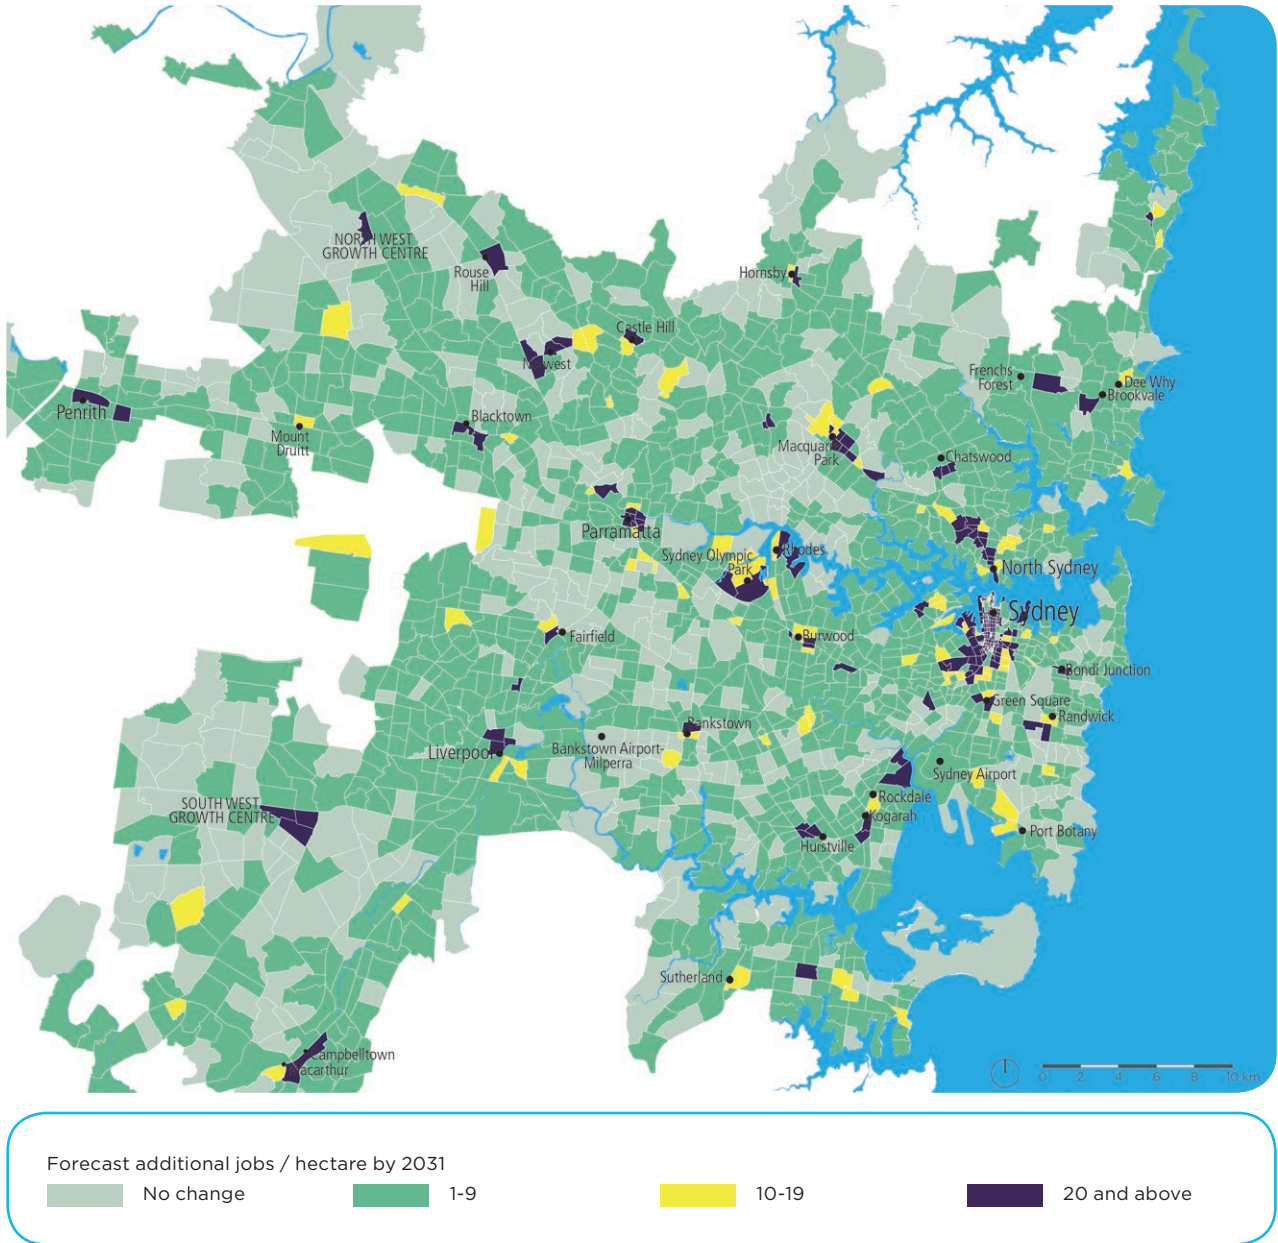 NORTH WEST
GROWTH CENTRE
Rouse
Hill
Hornsby
Castle Hill
Norwest
Frenchs
Forest
Dee Why
Brookvale
Penrith
Mount
Druitt
Blacktown
Macquarie
Park
Chatswood
Parramatta
Sydney Olympic
Park
Rhodes
North Sydney
Sydney
Fairfield
Burwood
Bondi Junction
Green Square
Randwick
Bankstown
Liverpool
Bankstown Airport-
Milperra
Sydney Airport
SOUTH WEST
GROWTH CENTRE
Rockdale
Kogarah
Port Botany
Hurstville
Sutherland
Campbelltown
Macarthur
0 2 4 6 8 10 km
Forecast additional jobs / hectare by 2031
No change 1-9 10-19 20 and above